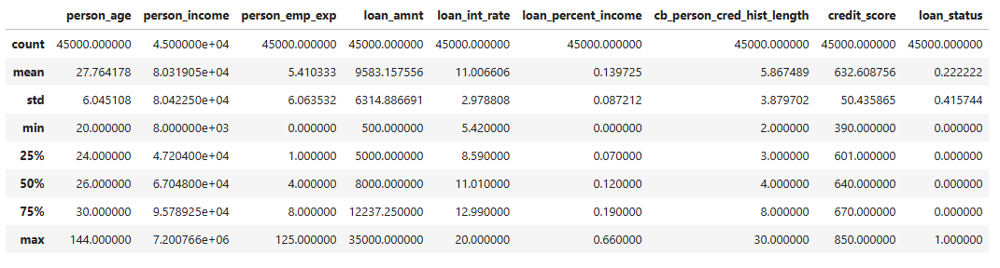 person_age person_income person_emp_exp loan_amnt loan_int_rate loan_percent_income cb_person_cred_hist_length credit_score loan_status
count 45000.000000 4.500000e+04 45000.000000 45000.000000 45000.000000 45000.000000 45000.000000 45000.000000 45000.000000
mean 27.764178 8.031905e+04 5.410333 9583.157556 11.006606 0.139725 5.867489 632.608756 0.222222
std 6.045108 8.042250e+04 6.063532 6314.886691 2.978808 0.087212 3.879702 50.435865 0.415744
min 20.000000 8.000000e+03 0.000000 500.000000 5.420000 0.000000 2.000000 390.000000 0.000000
25% 24.000000 4.720400e+04 1.000000 5000.000000 8.590000 0.070000 3.000000 601.000000 0.000000
50% 26.000000 6.704800e+04 4.000000 8000.000000 11.010000 0.120000 4.000000 640.000000 0.000000
75% 30.000000 9.578925e+04 8.000000 12237.250000 12.990000 0.190000 8.000000 670.000000 0.000000
max 144.000000 7.200766e+06 125.000000 35000.000000 20.000000 0.660000 30.000000 850.000000 1.000000